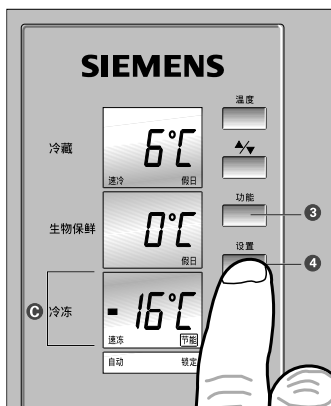 SIEMENS
温度
冷藏
6℃
速冷 假日
功能
3
生物保鲜
0℃
假日
设置
4
C 冷冻
-16℃
速冻 节能
自动 锁定